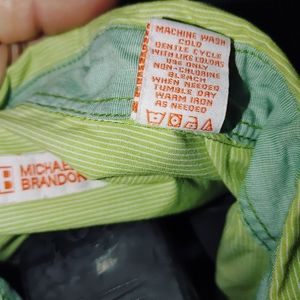 MACHINE WASH
COLD
GENTLE CYCLE
WITH LIKE COLORS
USE ONLY
NON-CHLORINE
BLEACH
WHEN NEEDED
TUMBLE DRY
WARM IRON
AS NEEDED
MICHAEL
BRANDON